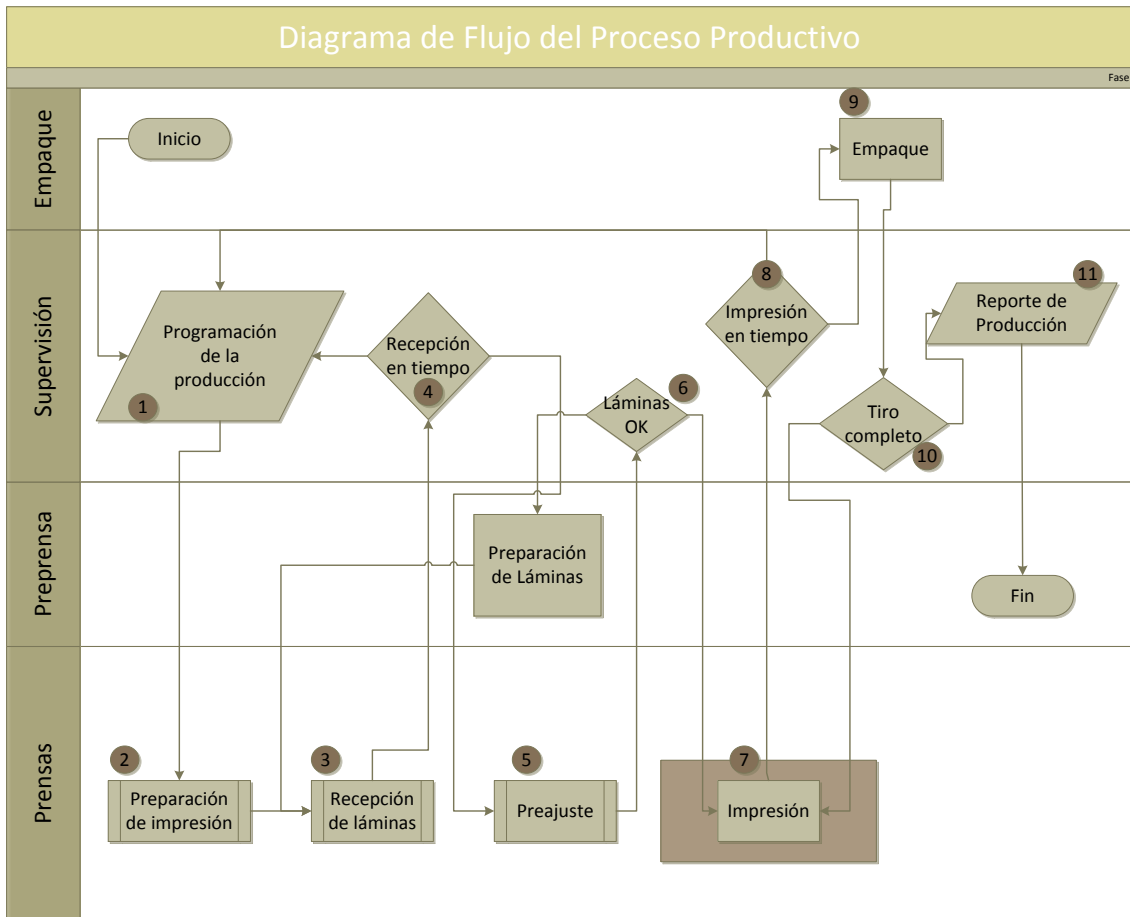 Diagrama de Flujo del Proceso Productivo
Fase
Empaque
Inicio
9
Empaque
Supervisión
Programación
de la
producción
1
Recepción
en tiempo
4
Láminas
OK
6
8
Impresión
en tiempo
Tiro
completo
10
11
Reporte de
Producción
Preprensa
Preparación
de Láminas
Fin
Prensas
2
Preparación
de impresión
3
Recepción
de láminas
5
Preajuste
7
Impresión